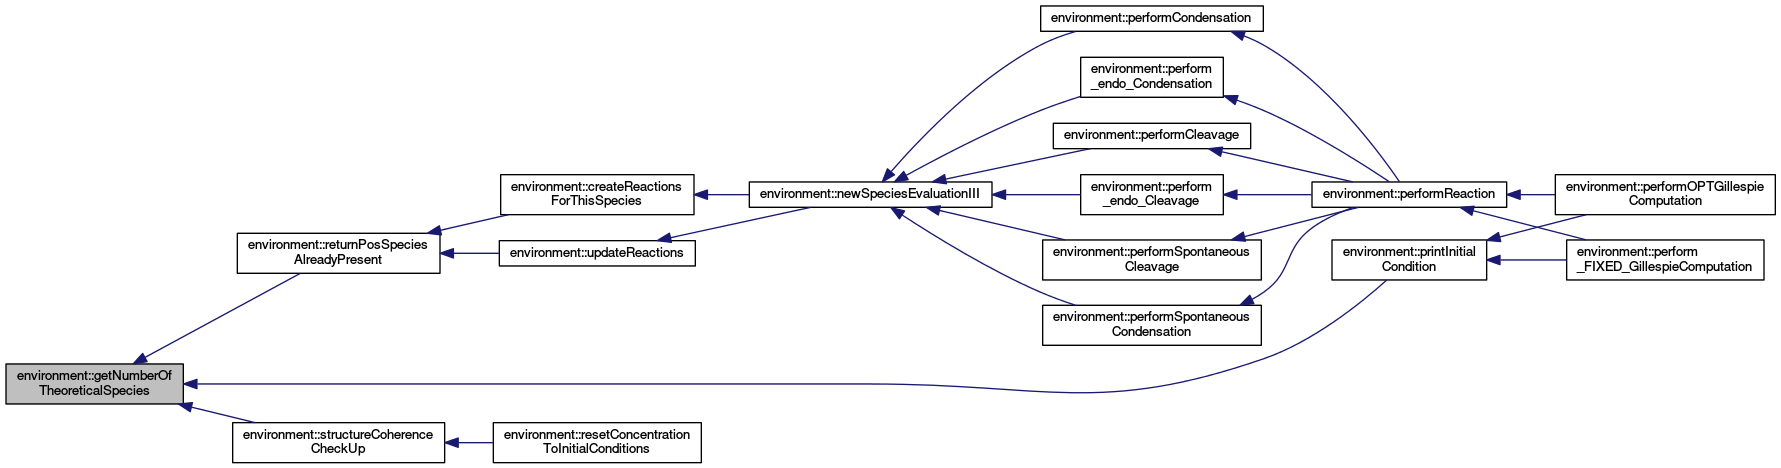 environment::performCondensation
environment::perform
_endo_Condensation
environment::performCleavage
environment::createReactions
ForThisSpecies
environment::newSpeciesEvaluationIII
environment::perform
_endo_Cleavage
environment::performReaction
environment::performOPTGillespie
Computation
environment::returnPosSpecies
AlreadyPresent
environment::updateReactions
environment::performSpontaneous
Cleavage
environment::printInitial
Condition
environment::perform
_FIXED_GillespieComputation
environment::performSpontaneous
Condensation
environment::getNumberOf
TheoreticalSpecies
environment::structureCoherence
CheckUp
environment::resetConcentration
ToInitialConditions